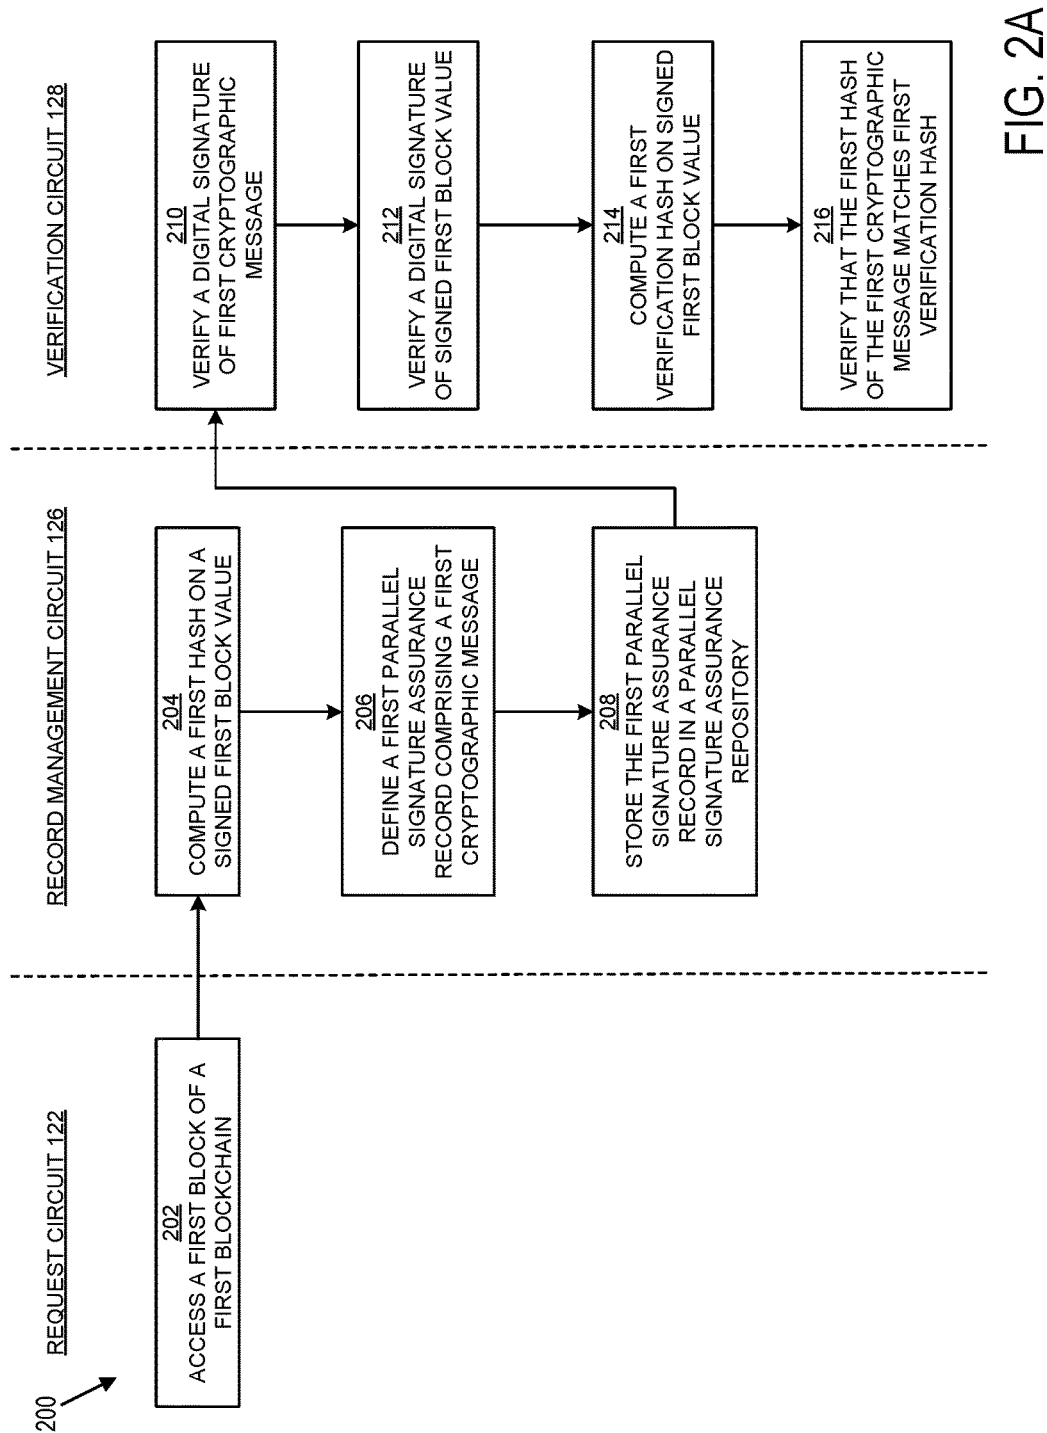 200
REQUEST CIRCUIT 122
202
ACCESS A FIRST BLOCK OF A
FIRST BLOCKCHAIN
RECORD MANAGEMENT CIRCUIT 126
204
COMPUTE A FIRST HASH ON A
SIGNED FIRST BLOCK VALUE
206
DEFINE A FIRST PARALLEL
SIGNATURE ASSURANCE
RECORD COMPRISING A FIRST
CRYPTOGRAPHIC MESSAGE
208
STORE THE FIRST PARALLEL
SIGNATURE ASSURANCE
RECORD IN A PARALLEL
SIGNATURE ASSURANCE
REPOSITORY
VERIFICATION CIRCUIT 128
210
VERIFY A DIGITAL SIGNATURE
OF FIRST CRYPTOGRAPHIC
MESSAGE
212
VERIFY A DIGITAL SIGNATURE
OF SIGNED FIRST BLOCK VALUE
214
COMPUTE A FIRST
VERIFICATION HASH ON SIGNED
FIRST BLOCK VALUE
216
VERIFY THAT THE FIRST HASH
OF THE FIRST CRYPTOGRAPHIC
MESSAGE MATCHES FIRST
VERIFICATION HASH
FIG. 2A